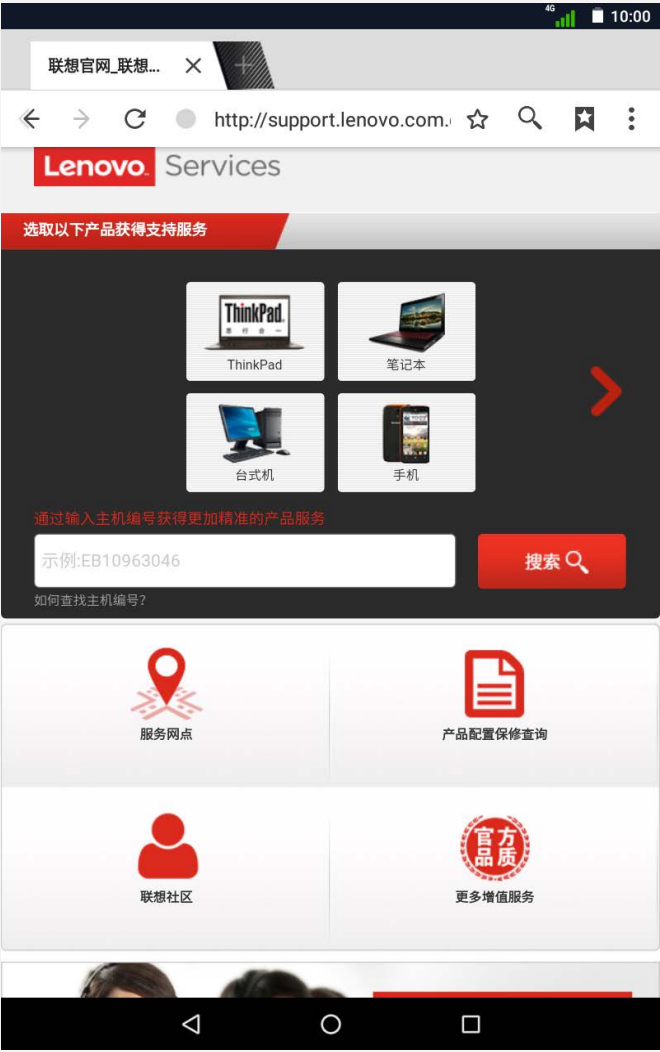 4G
10:00
联想官网_联想...
http://support.lenovo.com.
Lenovo. Services
选取以下产品获得支持服务
ThinkPad.
思 付 合 一
ThinkPad
笔记本
台式机
手机
通过输入主机编号获得更加精准的产品服务
示例:EB10963046
搜索
如何查找主机编号?
服务网点
产品配置保修查询
联想社区
官方
品质
更多增值服务